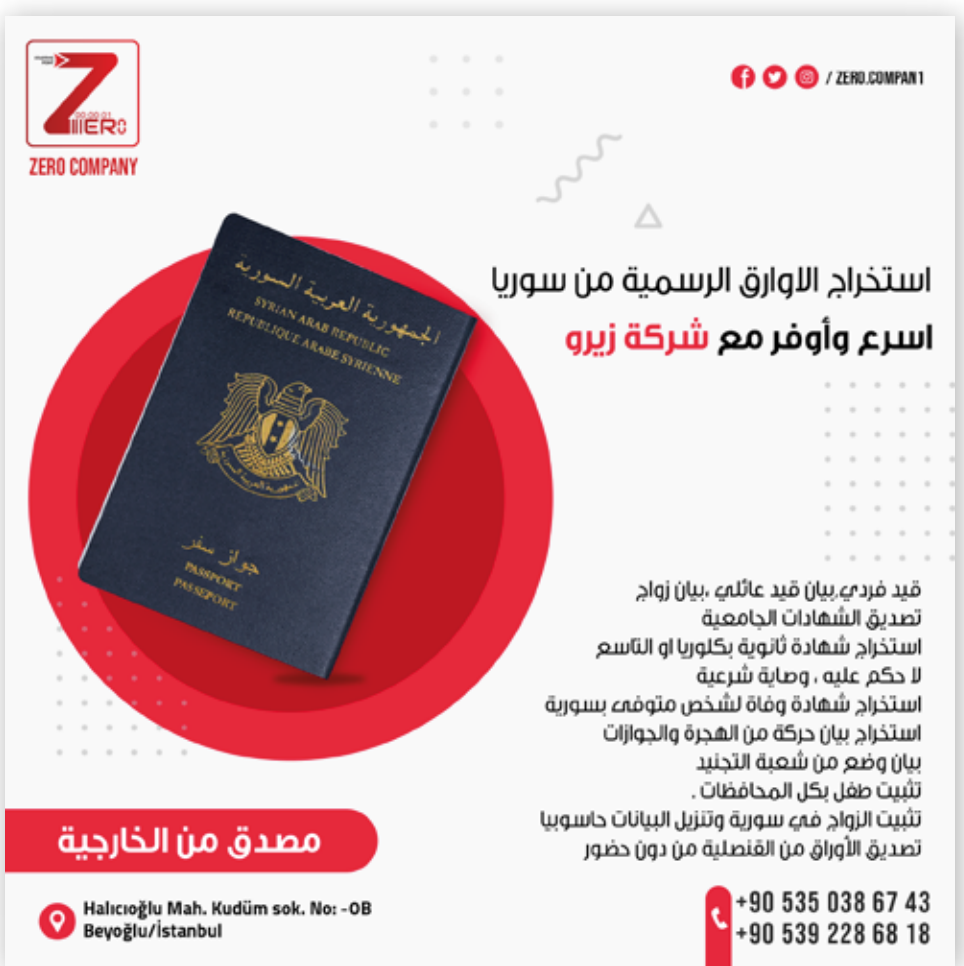 ZERO
ZERO COMPANY
/ ZERO.COMPAN1
استخراج الاوارق الرسمية من سوريا
اسرع وأوفر مع شركة زيرو
الجمهورية العربية السورية
SYRIAN ARAB REPUBLIC
REPUBLIQUE ARABE SYRIENNE
جواز سفر
PASSPORT
PASSEPORT
قيد فردي,بيان قيد عائلي ،بيان زواج
تصديق الشهادات الجامعية
استخراج شهادة ثانوية بكلوريا او التاسع
لا حكم عليه ، وصاية شرعية
استخراج شهادة وفاة لشخص متوفى بسورية
استخراج بيان حركة من الهجرة والجوازات
بيان وضع من شعبة التجنيد
تثبيت طفل بكل المحافظات .
تثبيت الزواج في سورية وتنزيل البيانات حاسوبيا
تصديق الأوراق من القنصلية من دون حضور
مصدق من الخارجية
Halıcıoğlu Mah. Kudüm sok. No: -OB
Beyoğlu/İstanbul
+90 535 038 67 43
+90 539 228 68 18